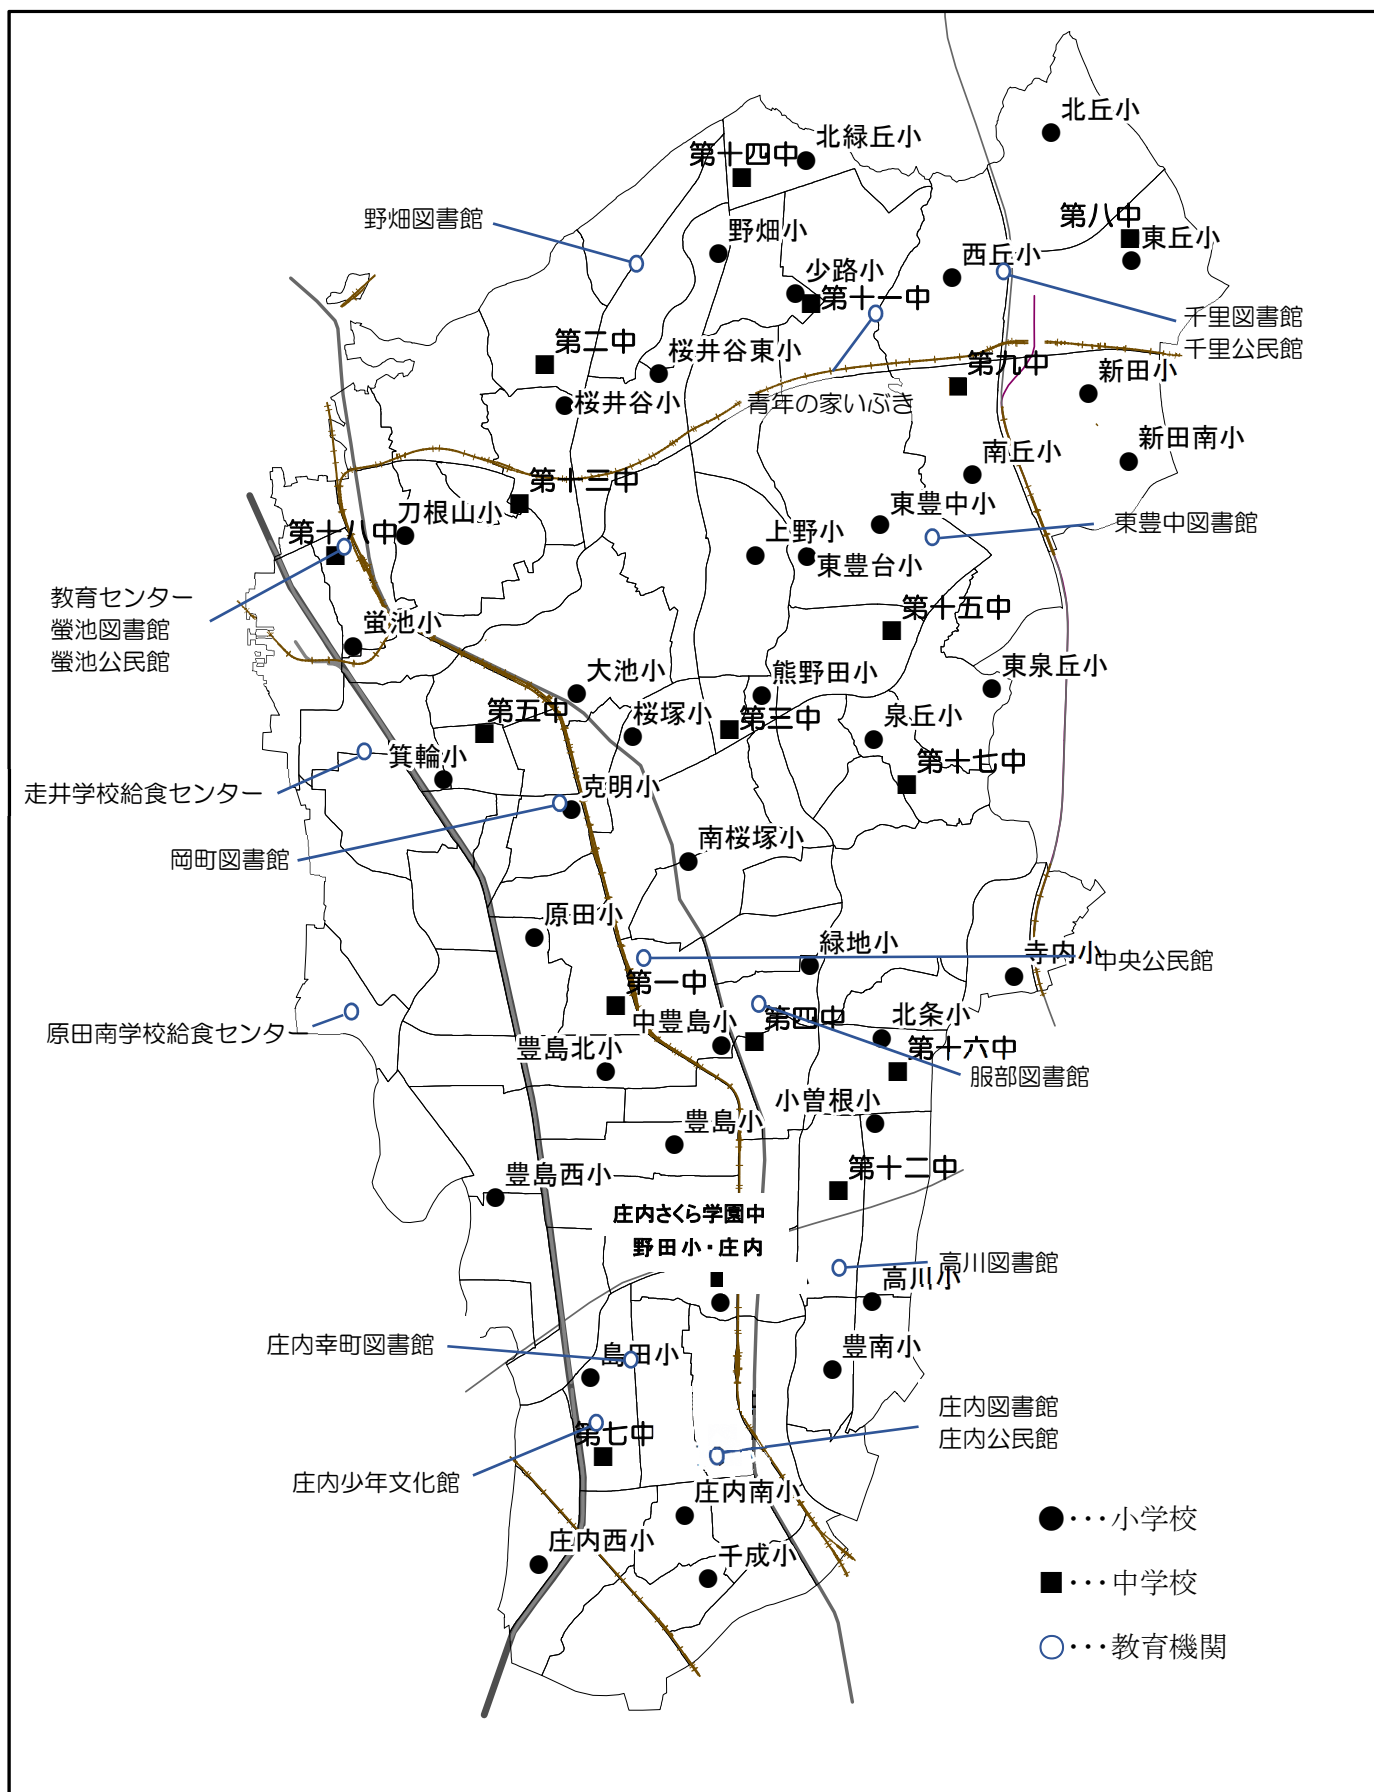 北丘小
北緑丘小
第十四中
第八中
東丘小
野畑図書館
野畑小
西丘小
少路小
第十一中
千里図書館
千里公民館
第二中
桜井谷東小
第九中
新田小
桜井谷小
青年の家いぶき
新田南小
南丘小
第十三中
刀根山小
東豊中小
東豊中図書館
第十八中
上野小
東豊台小
教育センター
螢池図書館
螢池公民館
第十五中
蛍池小
大池小
熊野田小
東泉丘小
第五中
桜塚小
第三中
泉丘小
箕輪小
第十七中
走井学校給食センター
克明小
南桜塚小
岡町図書館
原田小
緑地小
寺内小
中央公民館
第一中
中豊島小
第四中
北条小
原田南学校給食センター
豊島北小
第十六中
服部図書館
小曽根小
豊島小
豊島西小
第十二中
庄内さくら学園中
野田小・庄内
高川図書館
高川小
庄内幸町図書館
島田小
豊南小
庄内図書館
庄内公民館
第七中
庄内少年文化館
庄内南小
庄内西小
千成小
●・・・小学校
■・・・中学校
○・・・教育機関